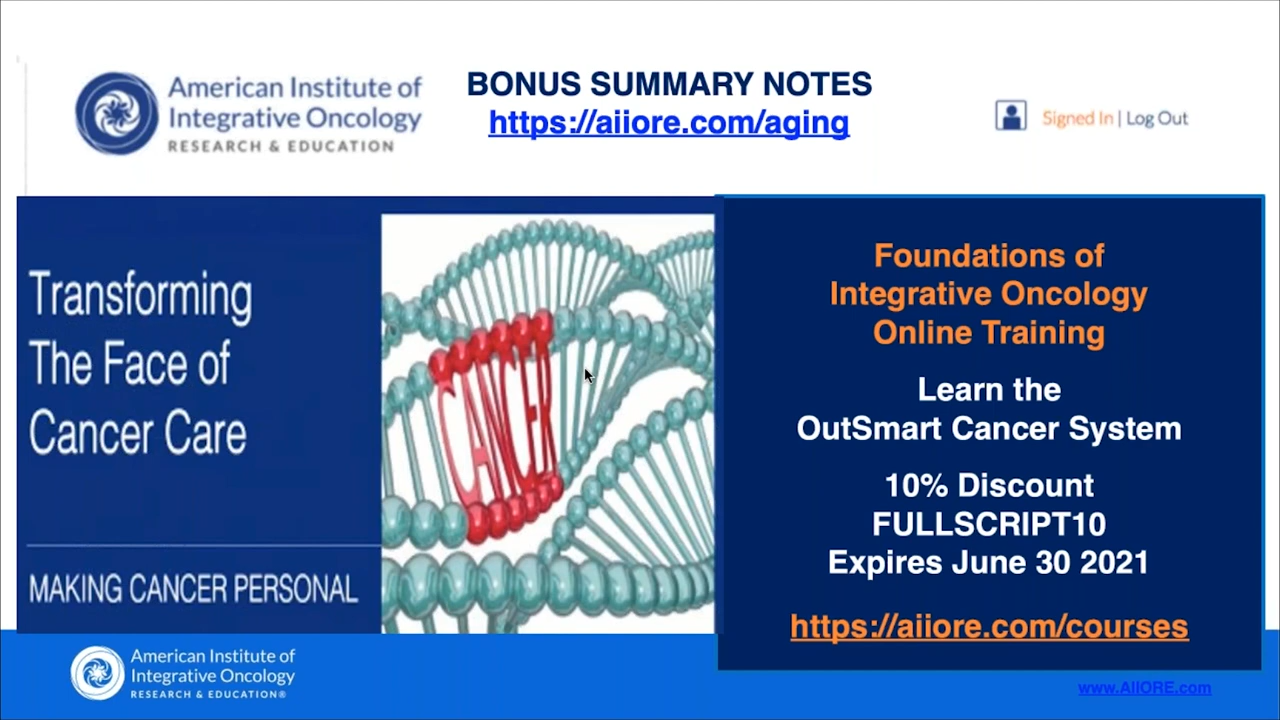 American Institute of
Integrative Oncology
RESEARCH & EDUCATION
BONUS SUMMARY NOTES
https://aiiore.com/aging
Signed In | Log Out
Transforming
The Face of
Cancer Care
MAKING CANCER PERSONAL
CANCER
Foundations of
Integrative Oncology
Online Training
Learn the
OutSmart Cancer System
10% Discount
FULLSCRIPT10
Expires June 30 2021
https://aiiore.com/courses
American Institute of
Integrative Oncology
RESEARCH & EDUCATION®
www.AIIORE.com